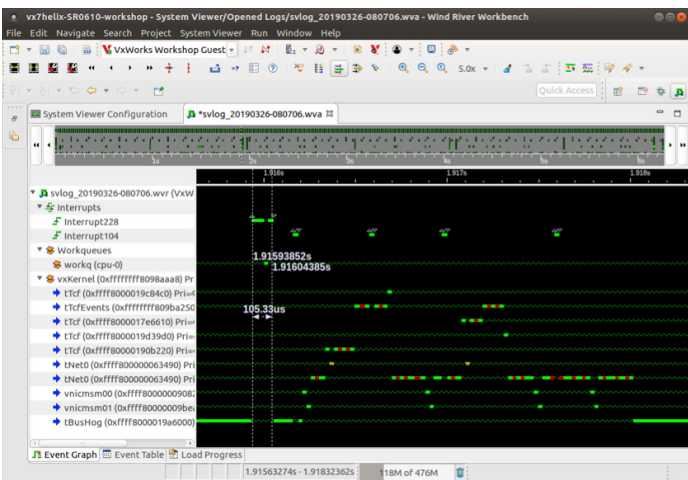 vx7helix-SR0610-workshop - System Viewer/Opened Logs/svlog_20190326-080706.wva - Wind River Workbench
File Edit Navigate Search Project System Viewer Run Window Help
VxWorks Workshop Guest
5.0x
Quick Access
System Viewer Configuration
*svlog_20190326-080706.wva
1s 2s 3s 4s 5s 6s
1.916s 1.917s 1.918s
svlog_20190326-080706.wvr (VxW
Interrupts
Interrupt228
Interrupt104
Workqueues
workq (cpu-0)
1.91593852s
1.91604385s
vxKernel (0xffffffff8098aaa8) Pr
tTcf (0xffff8000019c84c0) Pri=4
tTcfEvents (0xffffffff809ba250
105.33us
tTcf (0xffff8000017e6610) Pri=
tTcf (0xffff8000019d39d0) Pri=
tTcf (0xffff80000190b220) Pri=
tNet0 (0xffff800000063490) Pri
tNet0 (0xffff800000063490) Pri
vnicmsm00 (0xffff8000000908
vnicmsm01 (0xffff8000009be
tBusHog (0xffff8000019a6000)
Event Graph Event Table Load Progress
1.91563274s - 1.91832362s 118M of 476M